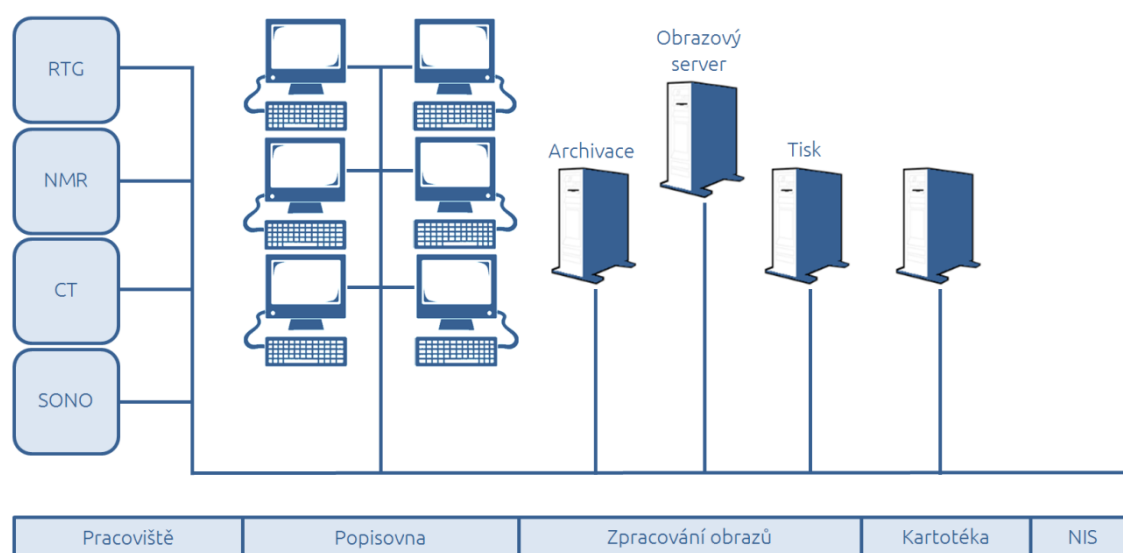 RTG
NMR
CT
SONO
Obrazový
server
Archivace
Tisk
Pracoviště
Popisovna
Zpracování obrazů
Kartotéka
NIS